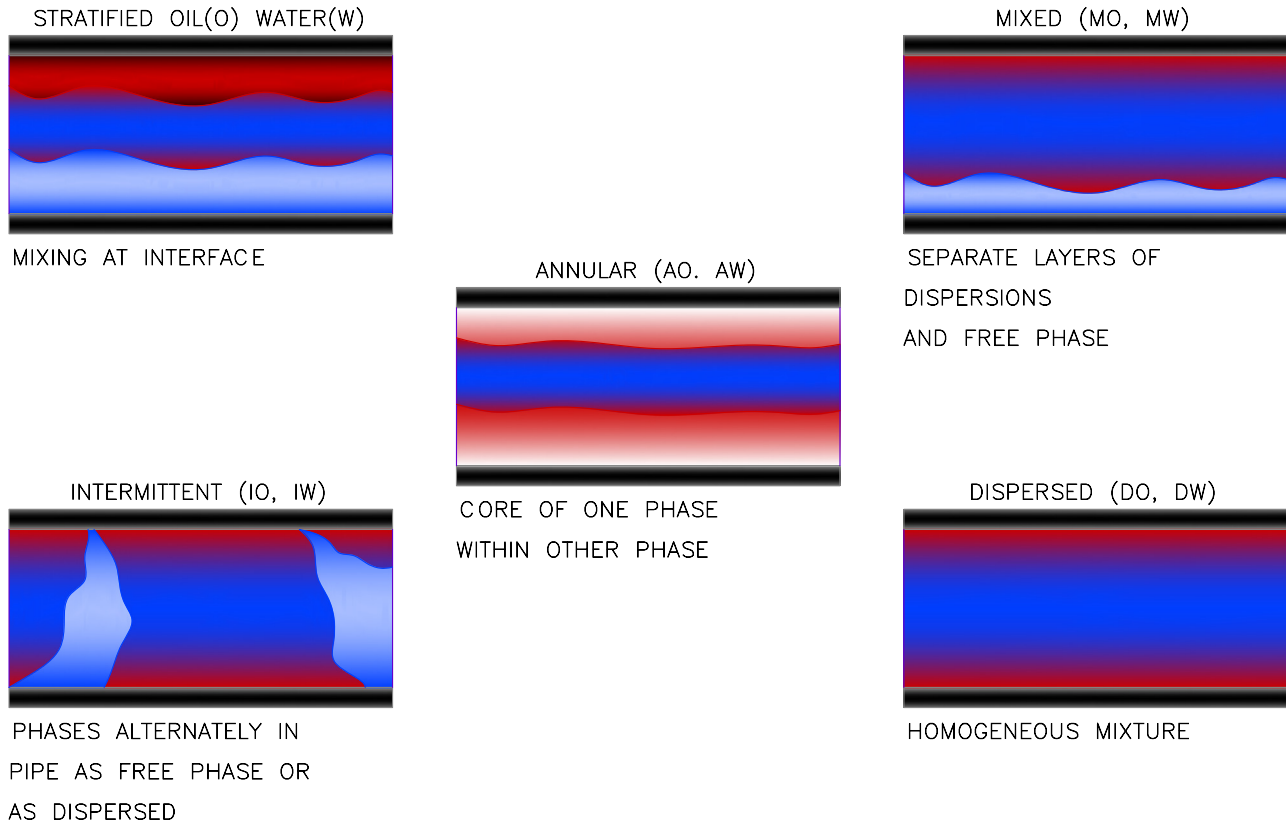 STRATIFIED OIL(O) WATER(W)
MIXING AT INTERFACE
MIXED (MO, MW)
SEPARATE LAYERS OF
DISPERSIONS
AND FREE PHASE
ANNULAR (AO. AW)
CORE OF ONE PHASE
WITHIN OTHER PHASE
INTERMITTENT (IO, IW)
PHASES ALTERNATELY IN
PIPE AS FREE PHASE OR
AS DISPERSED
DISPERSED (DO, DW)
HOMOGENEOUS MIXTURE